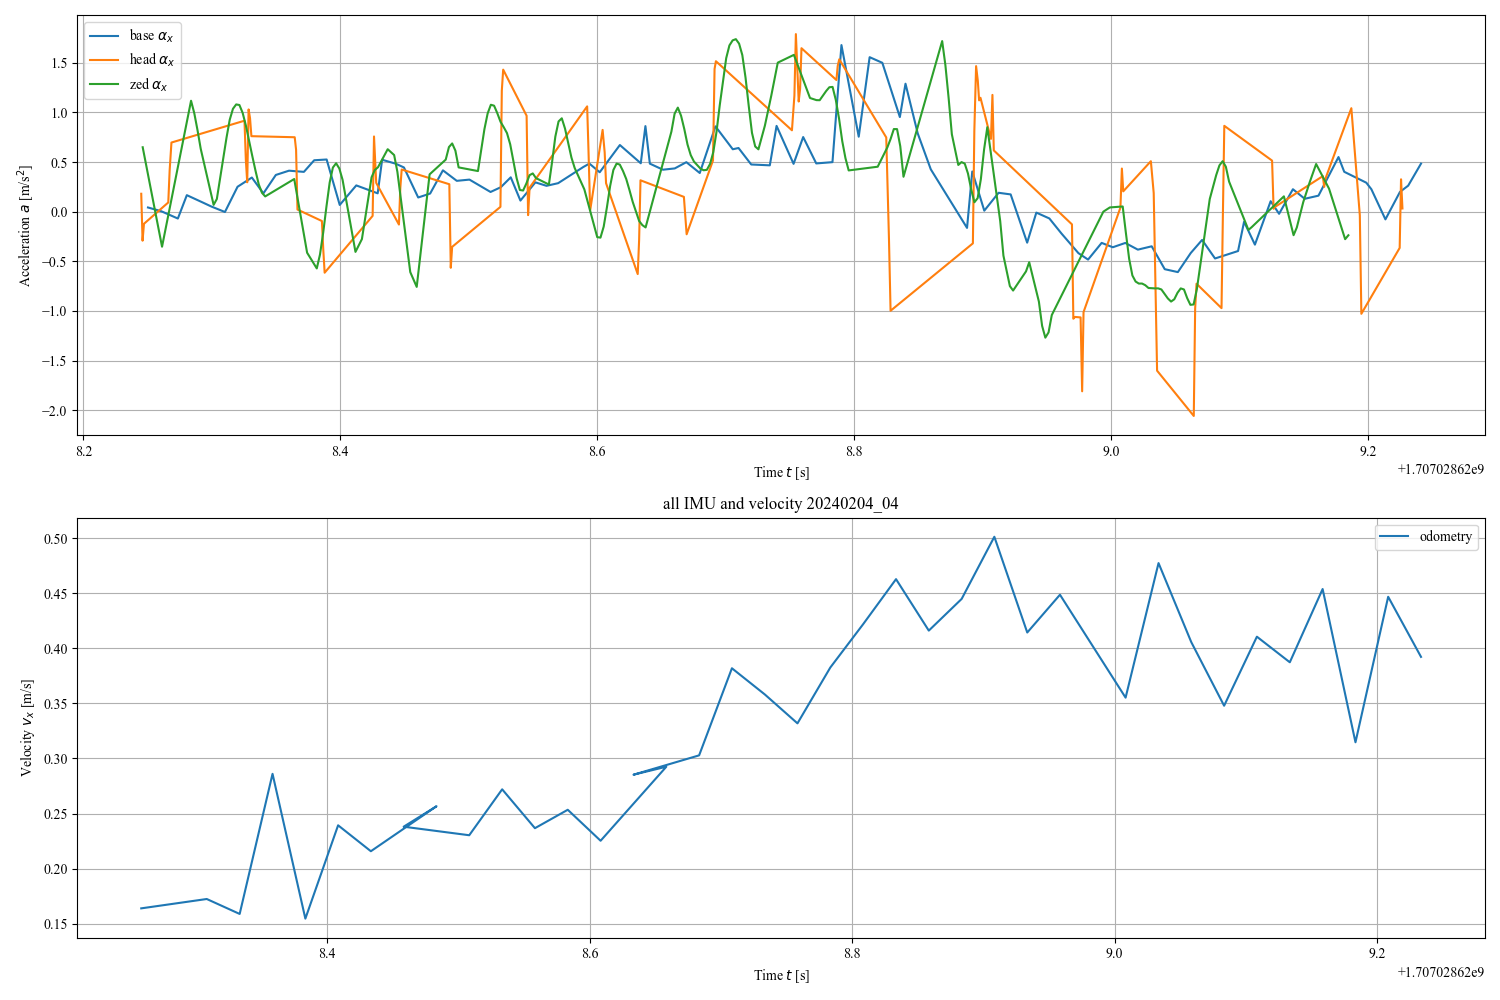 base αx
head αx
zed αx
1.5
1.0
0.5
0.0
−0.5
−1.0
−1.5
−2.0
Acceleration a [m/s²]
8.2 8.4 8.6 8.8 9.0 9.2
+1.70702862e9
Time t [s]
all IMU and velocity 20240204_04
odometry
0.50
0.45
0.40
0.35
0.30
0.25
0.20
0.15
Velocity vx [m/s]
8.4 8.6 8.8 9.0 9.2
+1.70702862e9
Time t [s]